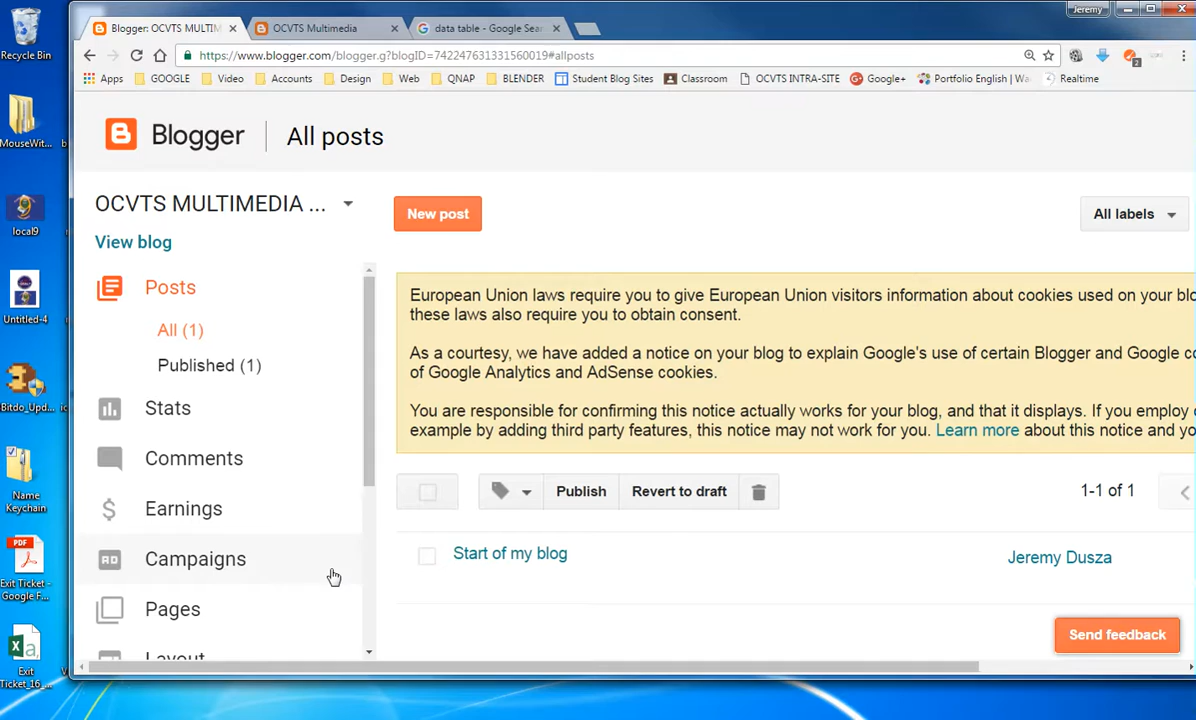 Jeremy
Recycle Bin
Blogger: OCVTS MULTIM
OCVTS Multimedia
data table - Google Sea
https://www.blogger.com/blogger.g?blogID=742247631331560019#allposts
Apps
GOOGLE
Video
Accounts
Design
Web
QNAP
BLENDER
Student Blog Sites
Classroom
OCVTS INTRA-SITE
Google+
Portfolio English | Wa
Realtime
Blogger
All posts
MouseWit...
OCVTS MULTIMEDIA ...
New post
All labels
View blog
local9
Posts
All (1)
Published (1)
European Union laws require you to give European Union visitors information about cookies used on your blo
these laws also require you to obtain consent.
As a courtesy, we have added a notice on your blog to explain Google's use of certain Blogger and Google co
of Google Analytics and AdSense cookies.
You are responsible for confirming this notice actually works for your blog, and that it displays. If you employ o
example by adding third party features, this notice may not work for you. Learn more about this notice and yo
Untitled-4
Stats
Bitdo_Upd...
Comments
Publish
Revert to draft
1-1 of 1
Name
Keychain
Earnings
Campaigns
Start of my blog
Jeremy Dusza
PDF
Exit Ticket -
Google F...
Pages
Send feedback
Layout
Exit
Ticket_16_...